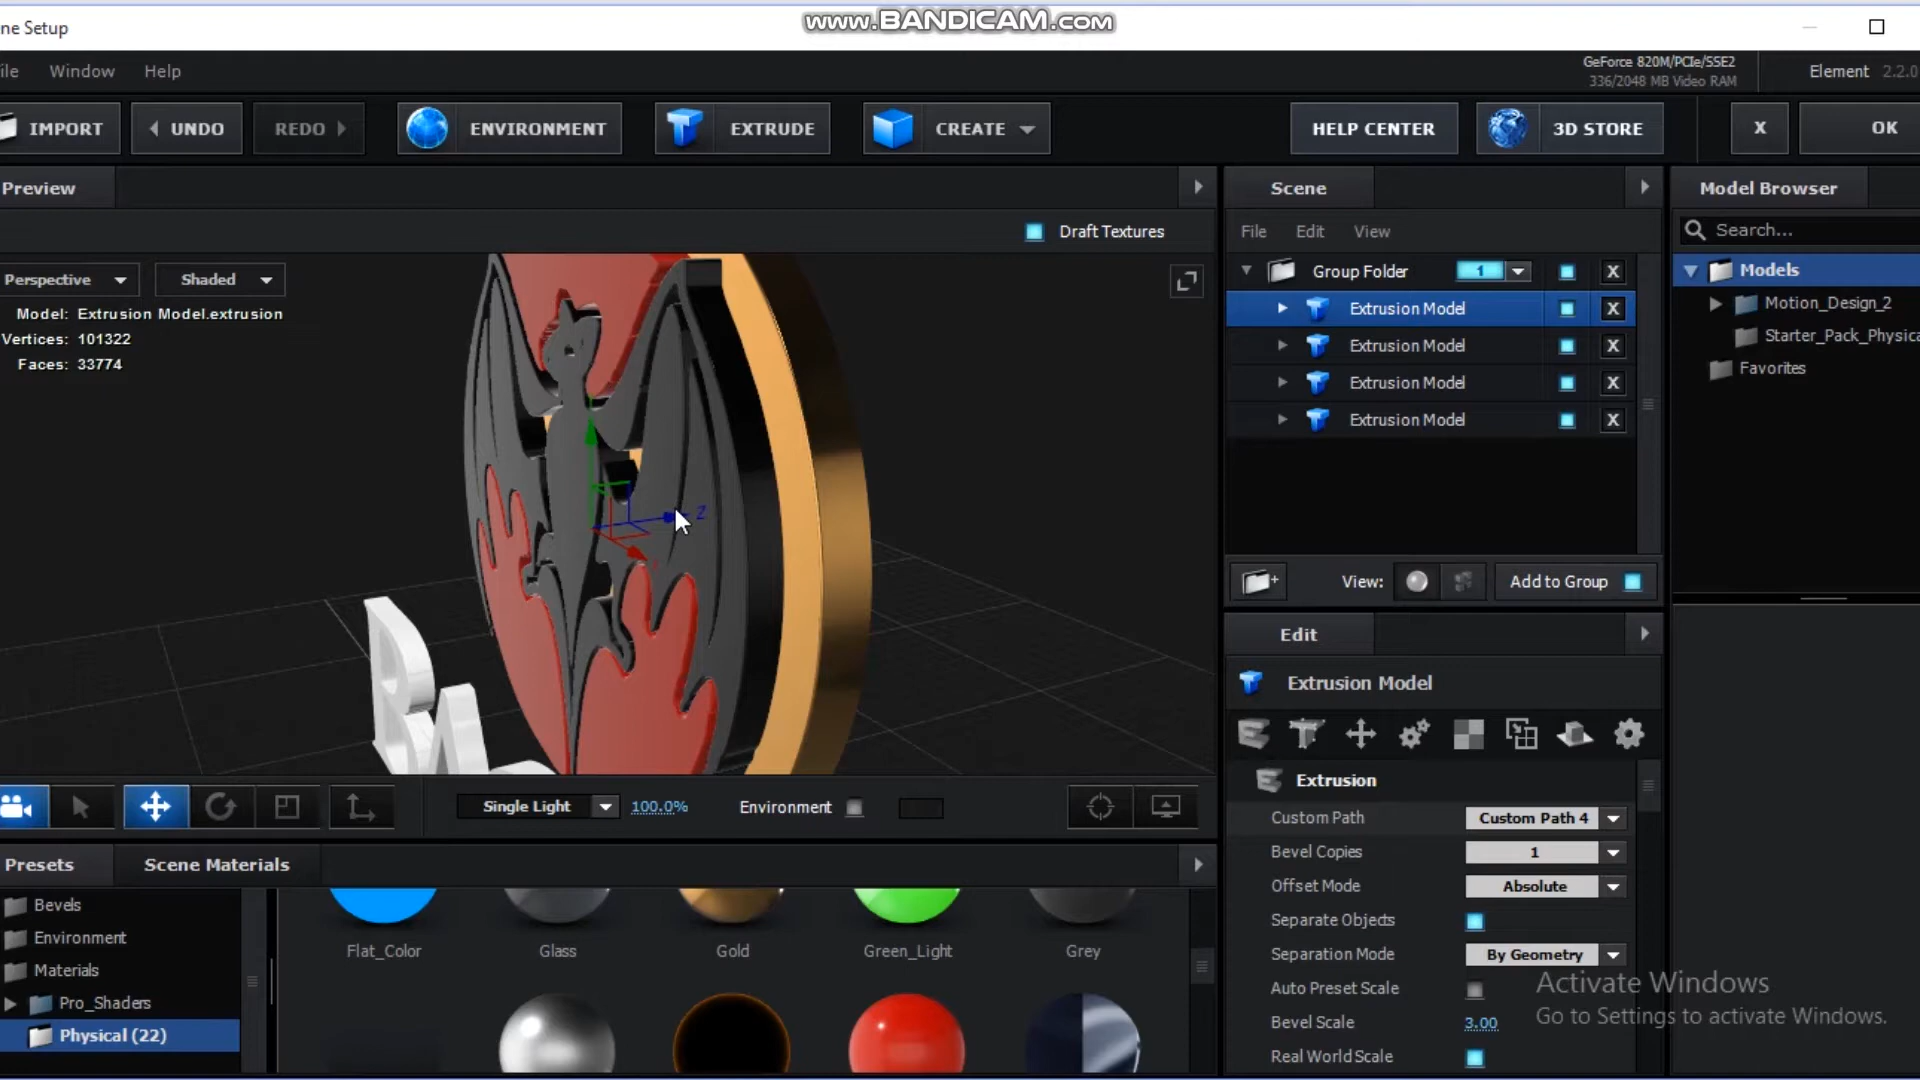 www.BANDICAM.com
ne Setup
ile Window Help
GeForce 820M/PCIe/SSE2
336/2048 MB Video RAM
Element 2.2.0
IMPORT UNDO REDO ENVIRONMENT EXTRUDE CREATE HELP CENTER 3D STORE X OK
Preview
Draft Textures
Perspective Shaded
Model: Extrusion Model.extrusion
Vertices: 101322
Faces: 33774
Z
BA
Single Light 100.0% Environment
Presets Scene Materials
Bevels
Environment
Materials
Pro_Shaders
Physical (22)
Flat_Color Glass Gold Green_Light Grey
Scene
File Edit View
Group Folder 1 X
Extrusion Model X
Extrusion Model X
Extrusion Model X
Extrusion Model X
View: Add to Group
Edit
Extrusion Model
Extrusion
Custom Path Custom Path 4
Bevel Copies 1
Offset Mode Absolute
Separate Objects
Separation Mode By Geometry
Auto Preset Scale
Bevel Scale 3.00
Real World Scale
Model Browser
Search...
Models
Motion_Design_2
Starter_Pack_Physica
Favorites
Activate Windows
Go to Settings to activate Windows.